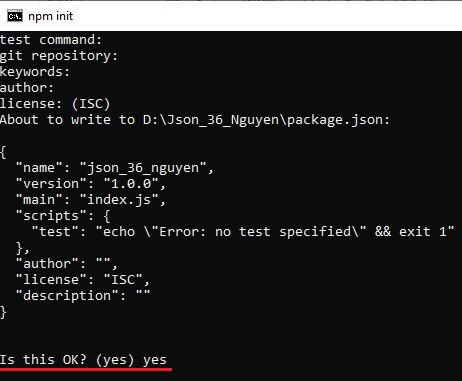 npm init
test command:
git repository:
keywords:
author:
license: (ISC)
About to write to D:\Json_36_Nguyen\package.json:
{
"name": "json_36_nguyen",
"version": "1.0.0",
"main": "index.js",
"scripts": {
"test": "echo \"Error: no test specified\" && exit 1"
},
"author": "",
"license": "ISC",
"description": ""
}
Is this OK? (yes) yes